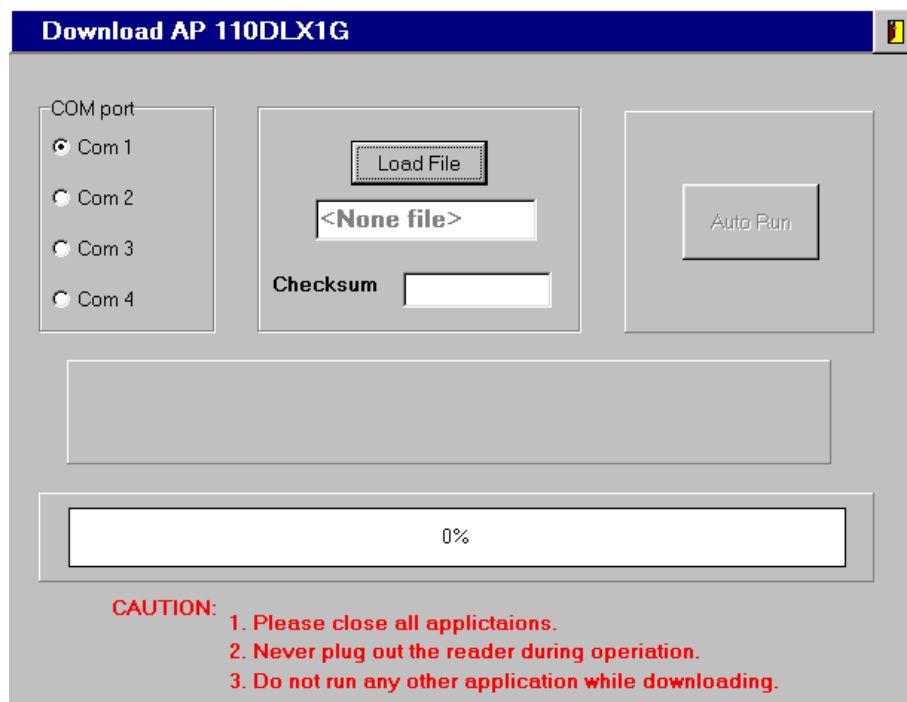 Download AP 110DLX1G
COM port
Com 1
Com 2
Com 3
Com 4
Load File
<None file>
Checksum
Auto Run
0%
CAUTION:
1. Please close all applictaions.
2. Never plug out the reader during operiation.
3. Do not run any other application while downloading.